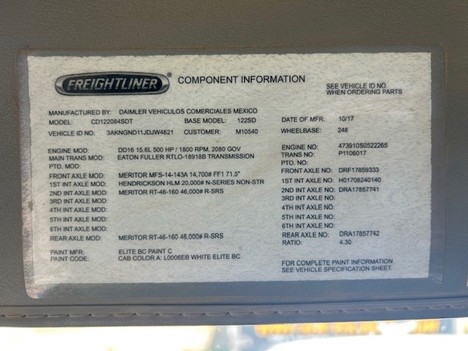 FREIGHTLINER
COMPONENT INFORMATION
SEE VEHICLE ID NO.
WHEN ORDERING PARTS
MANUFACTURED BY: DAIMLER VEHICULOS COMERCIALES MEXICO
MODEL: CD122084SDT BASE MODEL: 122SD DATE OF MFG. 10/17
VEHICLE ID NO: 3AKNGND11JDJW4821 CUSTOMER: M10540 WHEELBASE: 248
ENGINE MOD: DD16 15.6L 500 HP / 1800 RPM, 2080 GOV ENGINE NO: 473910S0522265
MAIN TRANS MOD: EATON FULLER RTLO-18918B TRANSMISSION TRANS NO: P1106017
PTO. MOD: PTO. NO:
FRONT AXLE MOD: MERITOR MFS-14-143A 14,700# FF1 71.5" FRONT AXLE NO: DRF17859333
1ST INT AXLE MOD: HENDRICKSON HLM 20,000# N-SERIES NON-STR 1ST INT AXLE NO: H01708240140
2ND INT AXLE MOD: MERITOR RT-46-160 46,000# R-SRS 2ND INT AXLE NO: DRA17857741
3RD INT AXLE MOD: 3RD INT AXLE NO:
4TH INT AXLE MOD: 4TH INT AXLE NO:
5TH INT AXLE MOD: 5TH INT AXLE NO:
6TH INT AXLE MOD: 6TH INT AXLE NO:
REAR AXLE MOD: MERITOR RT-46-160 46,000# R-SRS REAR AXLE NO: DRA17857742
RATIO: 4.30
PAINT MFR: ELITE BC PAINT C
PAINT CODE: CAB COLOR A: L0006EB WHITE ELITE BC
FOR COMPLETE PAINT INFORMATION
SEE VEHICLE SPECIFICATION SHEET.